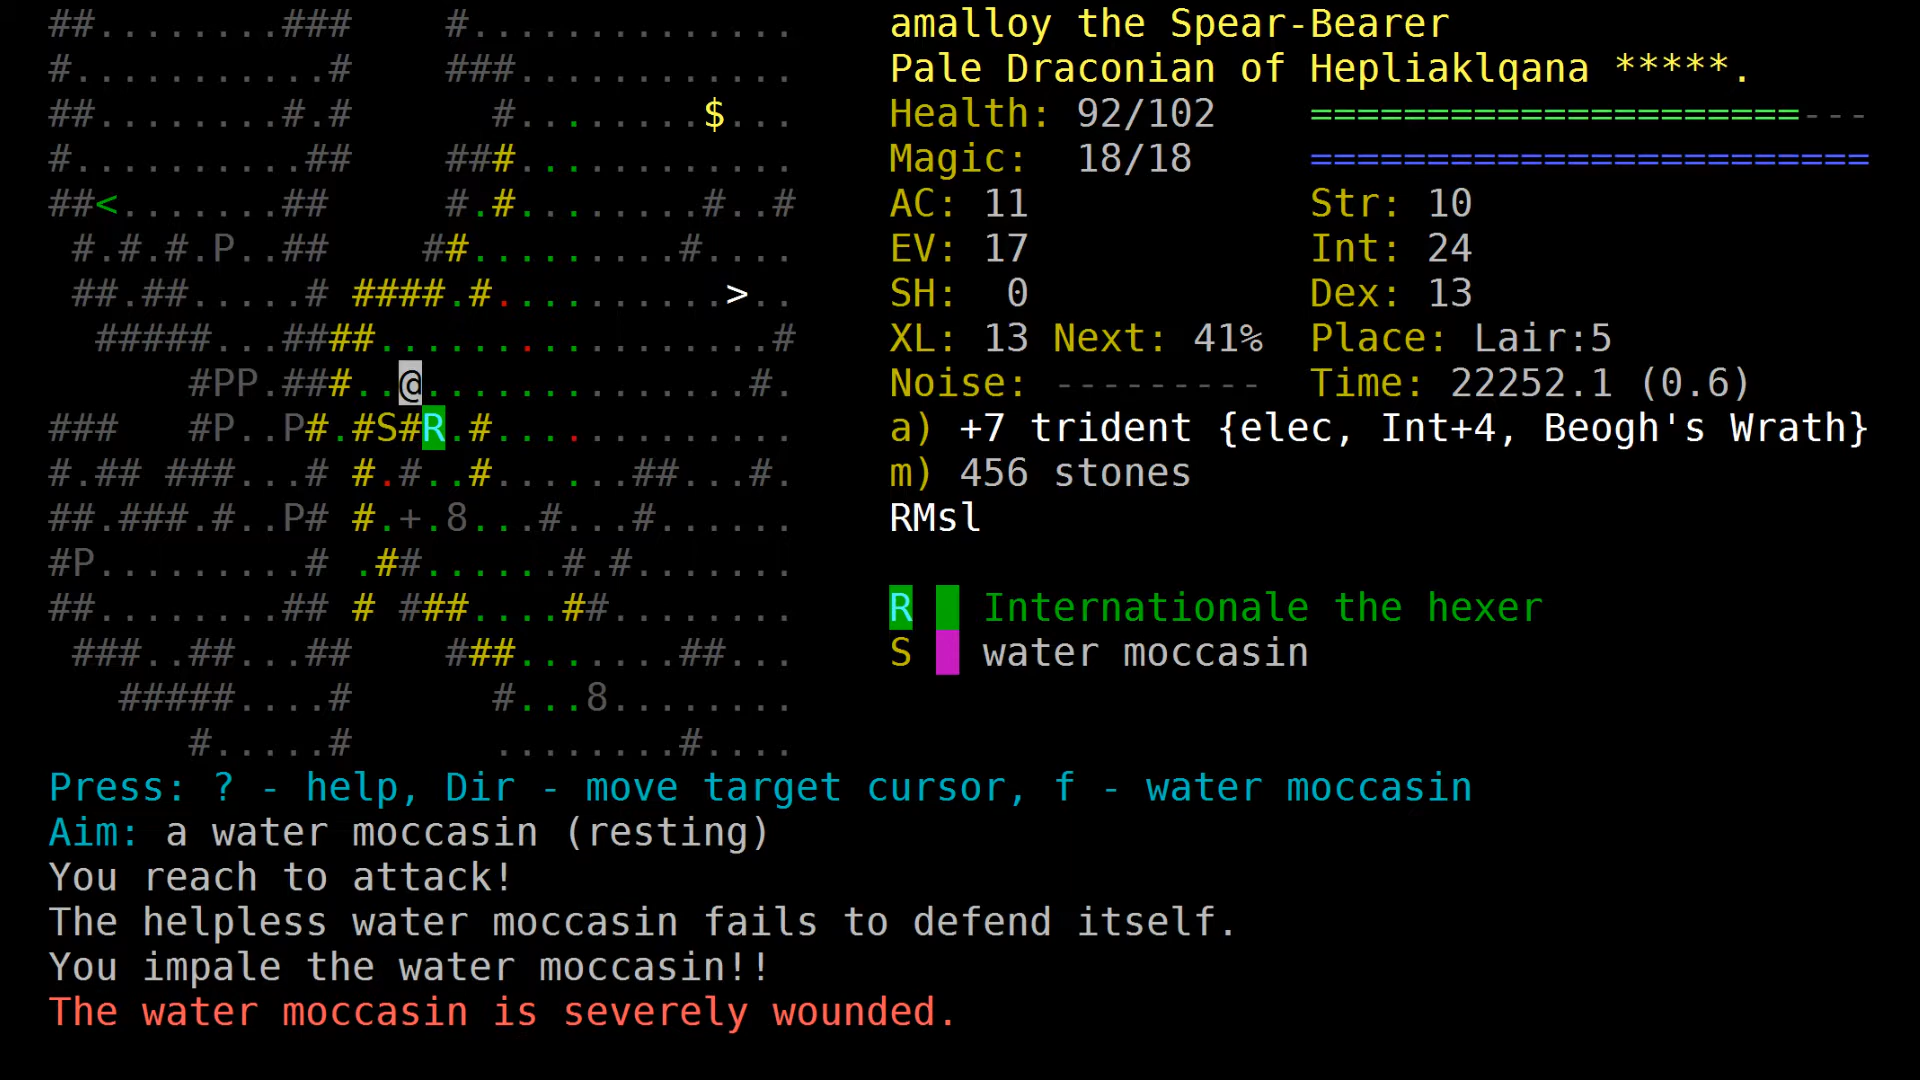 ##........###    #..............  amalloy the Spear-Bearer
#...........#    ###............  Pale Draconian of Hepliaklqana *****.
##........#.#      #........$...  Health: 92/102    =====================---
#..........##    ###............  Magic:  18/18     ========================
##<.......##     #.#........#..#  AC: 11            Str: 10
 #.#.#.P..##    ##.........#....  EV: 17            Int: 24
 ##.##.....# ####.#..........>..  SH:  0            Dex: 13
  #####...####.................#  XL: 13 Next: 41%  Place: Lair:5
      #PP.###..@..............#.  Noise: ---------  Time: 22252.1 (0.6)
###   #P..P#.#S#R.#.............  a) +7 trident {elec, Int+4, Beogh's Wrath}
#.## ###...# #.#..#......##...#.  m) 456 stones
##.###.#..P# #.+.8...#...#......  RMsl
#P.........# .##......#.#.......
##........## # ###....##........  R   Internationale the hexer
 ###..##...##    ###.......##...  S   water moccasin
   #####....#      #...8........
      #.....#      ........#....
Press: ? - help, Dir - move target cursor, f - water moccasin
Aim: a water moccasin (resting)
You reach to attack!
The helpless water moccasin fails to defend itself.
You impale the water moccasin!!
The water moccasin is severely wounded.